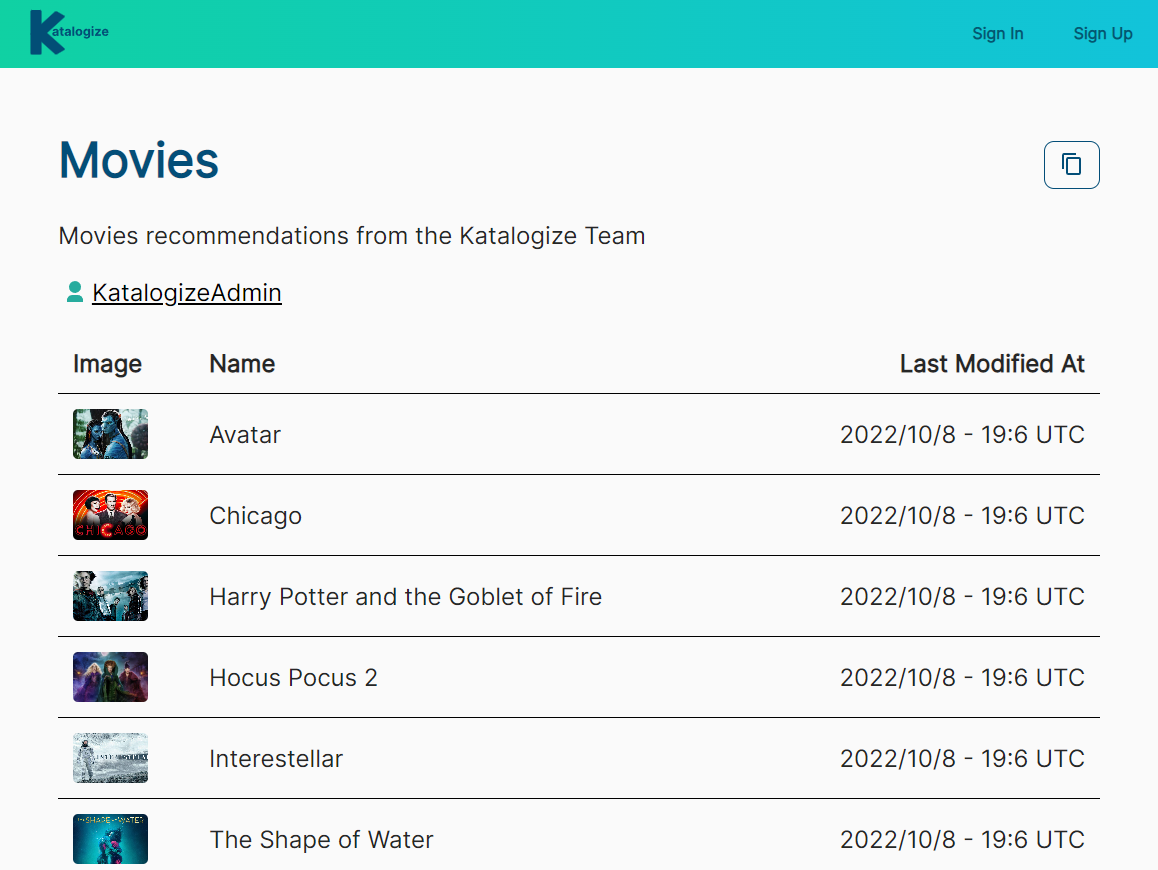 Katalogize
Sign In
Sign Up
Movies
Movies recommendations from the Katalogize Team
KatalogizeAdmin
Image Name Last Modified At
Avatar 2022/10/8 - 19:6 UTC
CHICAGO
Chicago 2022/10/8 - 19:6 UTC
Harry Potter and the Goblet of Fire 2022/10/8 - 19:6 UTC
Hocus Pocus 2 2022/10/8 - 19:6 UTC
Interestellar 2022/10/8 - 19:6 UTC
SHAPE OF WATER
The Shape of Water 2022/10/8 - 19:6 UTC